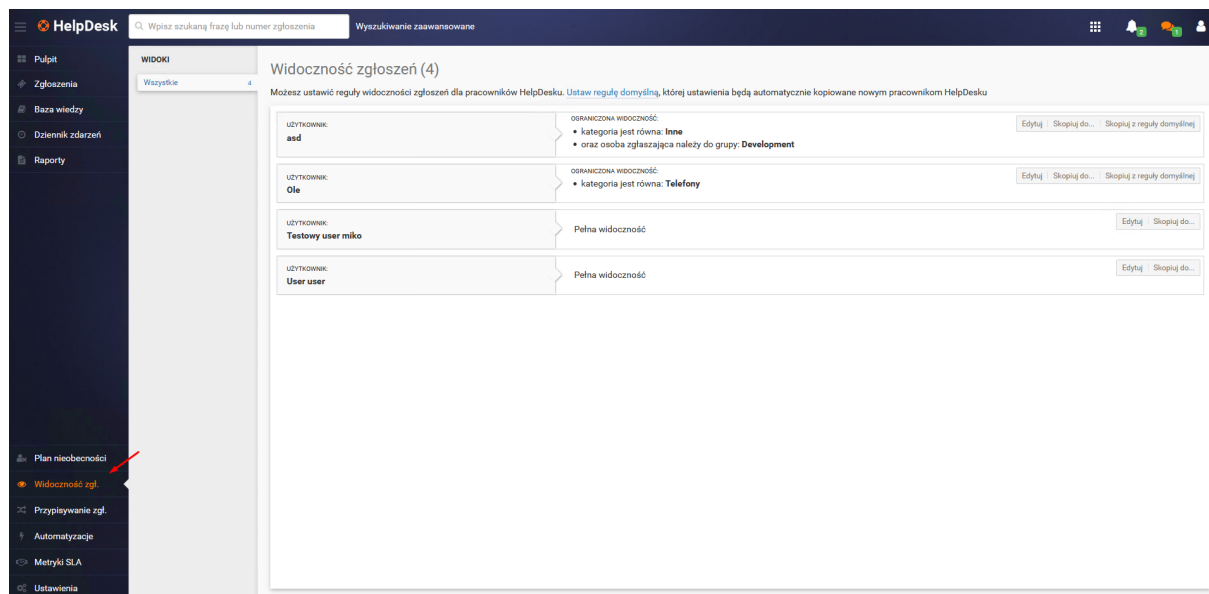 HelpDesk
Wpisz szukaną frazę lub numer zgłoszenia
Wyszukiwanie zaawansowane
2
1
Pulpit
Zgłoszenia
Baza wiedzy
Dziennik zdarzeń
Raporty
Plan nieobecności
Widoczność zgł.
Przypisywanie zgł.
Automatyzacje
Metryki SLA
Ustawienia
WIDOKI
Wszystkie 4
Widoczność zgłoszeń (4)
Możesz ustawić reguły widoczności zgłoszeń dla pracowników HelpDesku. Ustaw regułę domyślną, której ustawienia będą automatycznie kopiowane nowym pracownikom HelpDesku
UŻYTKOWNIK:
asd
OGRANICZONA WIDOCZNOŚĆ:
• kategoria jest równa: Inne
• oraz osoba zgłaszająca należy do grupy: Development
Edytuj Skopiuj do... Skopiuj z reguły domyślnej
UŻYTKOWNIK:
Ole
OGRANICZONA WIDOCZNOŚĆ:
• kategoria jest równa: Telefony
Edytuj Skopiuj do... Skopiuj z reguły domyślnej
UŻYTKOWNIK:
Testowy user miko
Pełna widoczność
Edytuj Skopiuj do...
UŻYTKOWNIK:
User user
Pełna widoczność
Edytuj Skopiuj do...